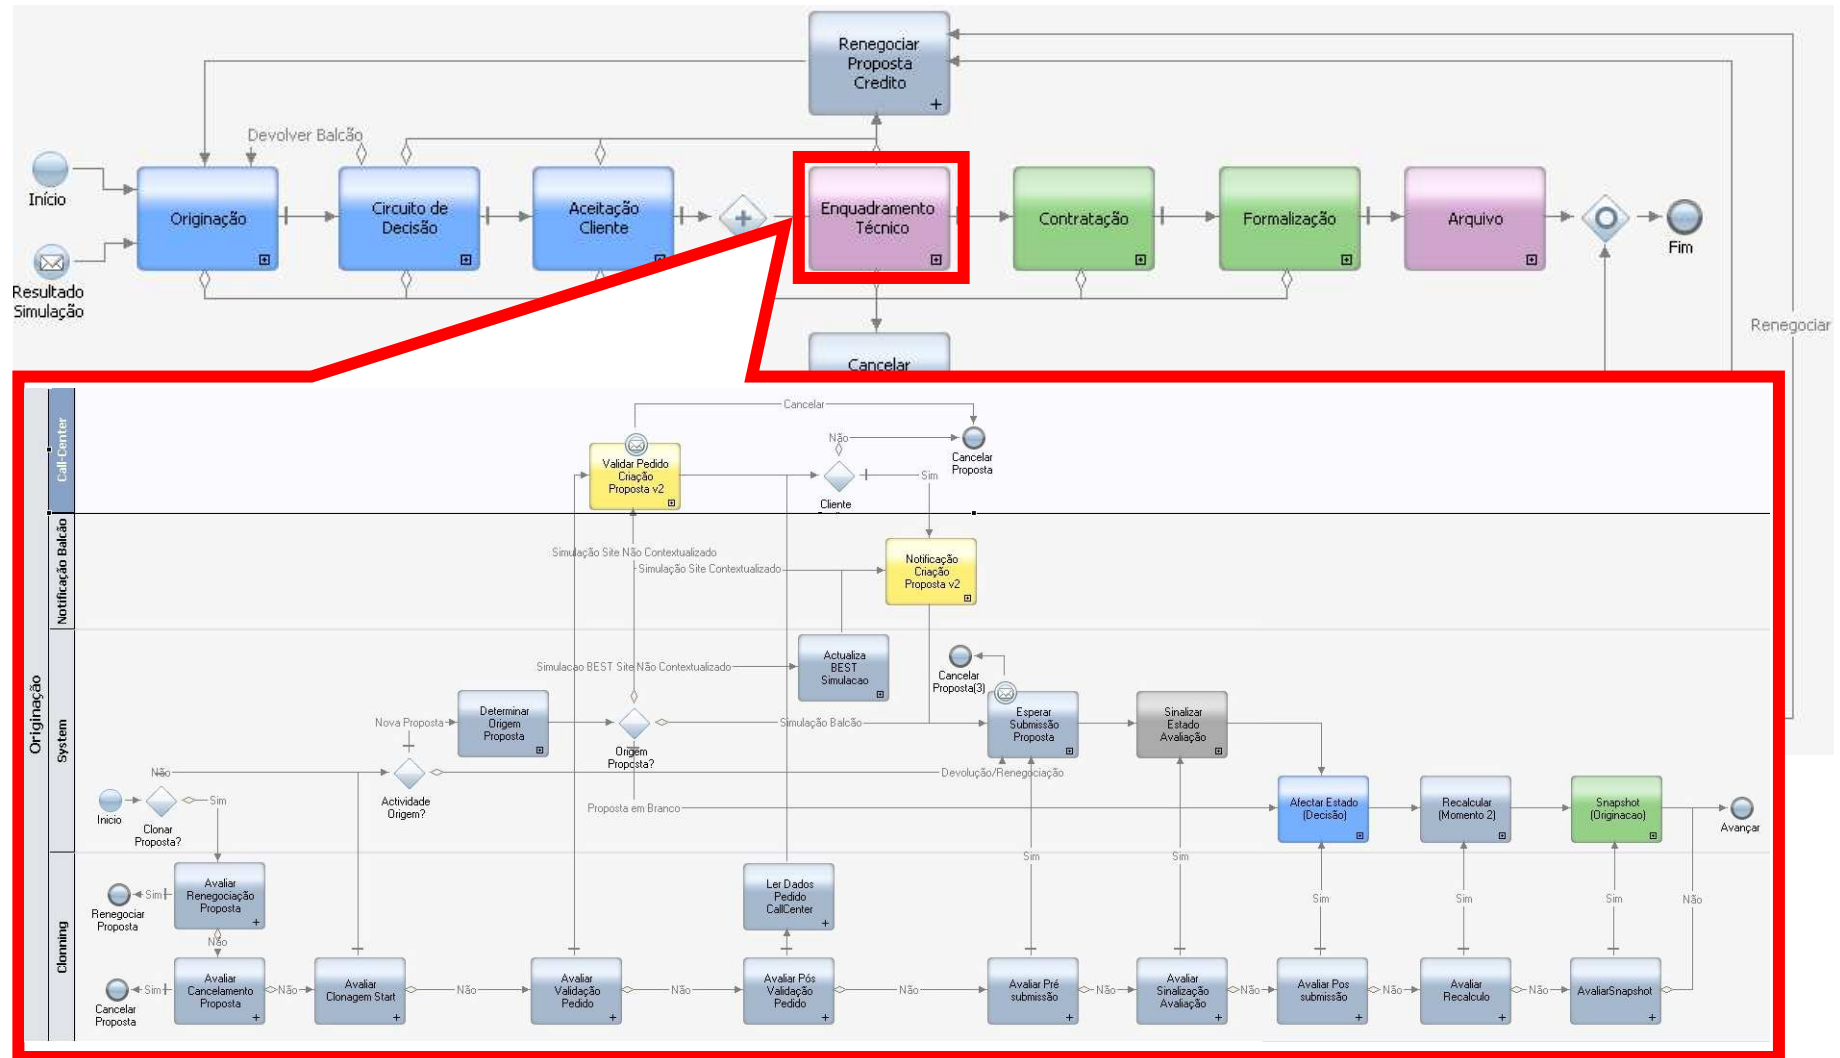 Renegociar
Proposta
Credito
Devolver Balcão
Início
Originação
Circuito de
Decisão
Aceitação
Cliente
Enquadramento
Técnico
Contratação
Formalização
Arquivo
Fim
Resultado
Simulação
Renegociar
Cancelar
Originação
Call-Center
Cancelar
Validar Pedido
Criação
Proposta v2
Não
Cancelar
Proposta
Sim
Cliente
Notificação Balcão
Simulação Site Não Contextualizado
Simulação Site Contextualizado
Notificação
Criação
Proposta v2
System
Simulacao BEST Site Não Contextualizado
Actualiza
BEST
Simulacao
Cancelar
Proposta(3)
Nova Proposta
Determinar
Origem
Proposta
Origem
Proposta?
Simulação Balcão
Esperar
Submissão
Proposta
Sinalizar
Estado
Avaliação
Não
Actividade
Origem?
Devolução/Renegociação
Inicio
Sim
Clonar
Proposta?
Proposta em Branco
Afectar Estado
(Decisão)
Recalcular
(Momento 2)
Snapshot
(Originacao)
Avançar
Clonning
Sim
Sim
Renegociar
Proposta
Sim
Avaliar
Renegociação
Proposta
Não
Ler Dados
Pedido
CallCenter
Sim
Sim
Sim
Não
Cancelar
Proposta
Sim
Avaliar
Cancelamento
Proposta
Não
Avaliar
Clonagem Start
Não
Avaliar
Validação
Pedido
Não
Avaliar Pós
Validação
Pedido
Não
Avaliar Pré
submissão
Não
Avaliar
Sinalização
Avaliação
Não
Avaliar Pos
submissão
Não
Avaliar
Recalculo
Não
AvaliarSnapshot